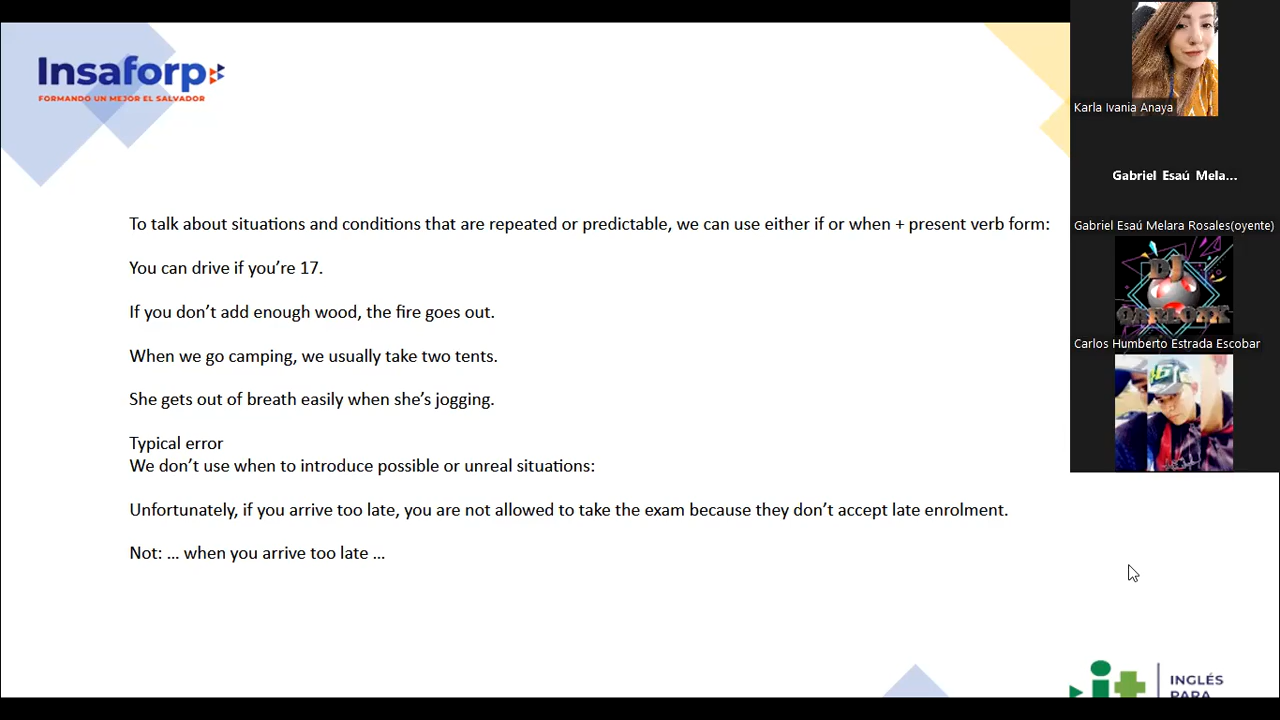 Insaforp
FORMANDO UN MEJOR EL SALVADOR
To talk about situations and conditions that are repeated or predictable, we can use either if or when + present verb form:
You can drive if you’re 17.
If you don’t add enough wood, the fire goes out.
When we go camping, we usually take two tents.
She gets out of breath easily when she’s jogging.
Typical error
We don’t use when to introduce possible or unreal situations:
Unfortunately, if you arrive too late, you are not allowed to take the exam because they don’t accept late enrolment.
Not: … when you arrive too late …
Karla Ivania Anaya
Gabriel Esaú Mela...
Gabriel Esaú Melara Rosales(oyente)
DJ
Carlos Humberto Estrada Escobar
INGLÉS
PARA